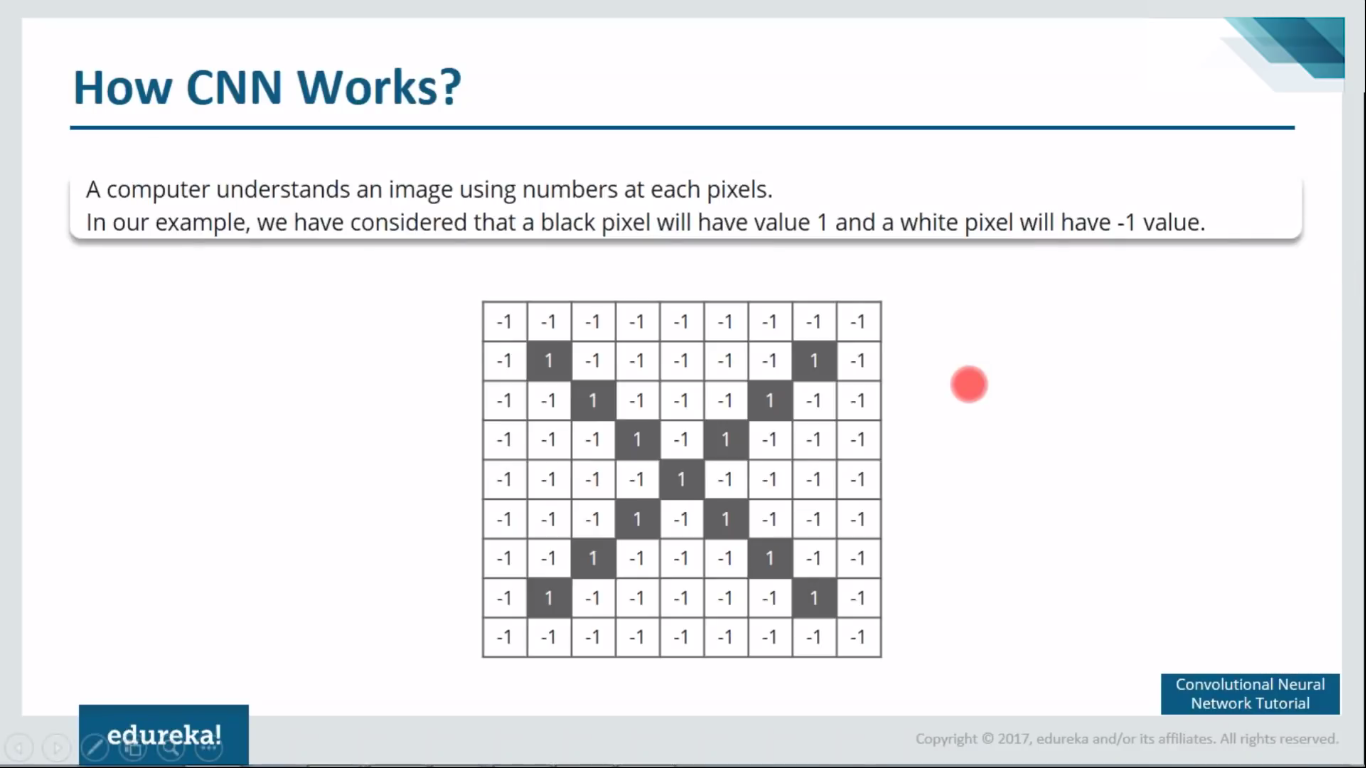 How CNN Works?
A computer understands an image using numbers at each pixels.
In our example, we have considered that a black pixel will have value 1 and a white pixel will have -1 value.
-1 -1 -1 -1 -1 -1 -1 -1 -1
-1 1 -1 -1 -1 -1 -1 1 -1
-1 -1 1 -1 -1 -1 1 -1 -1
-1 -1 -1 1 -1 1 -1 -1 -1
-1 -1 -1 -1 1 -1 -1 -1 -1
-1 -1 -1 1 -1 1 -1 -1 -1
-1 -1 1 -1 -1 -1 1 -1 -1
-1 1 -1 -1 -1 -1 -1 1 -1
-1 -1 -1 -1 -1 -1 -1 -1 -1
Convolutional Neural
Network Tutorial
edureka!
Copyright © 2017, edureka and/or its affiliates. All rights reserved.